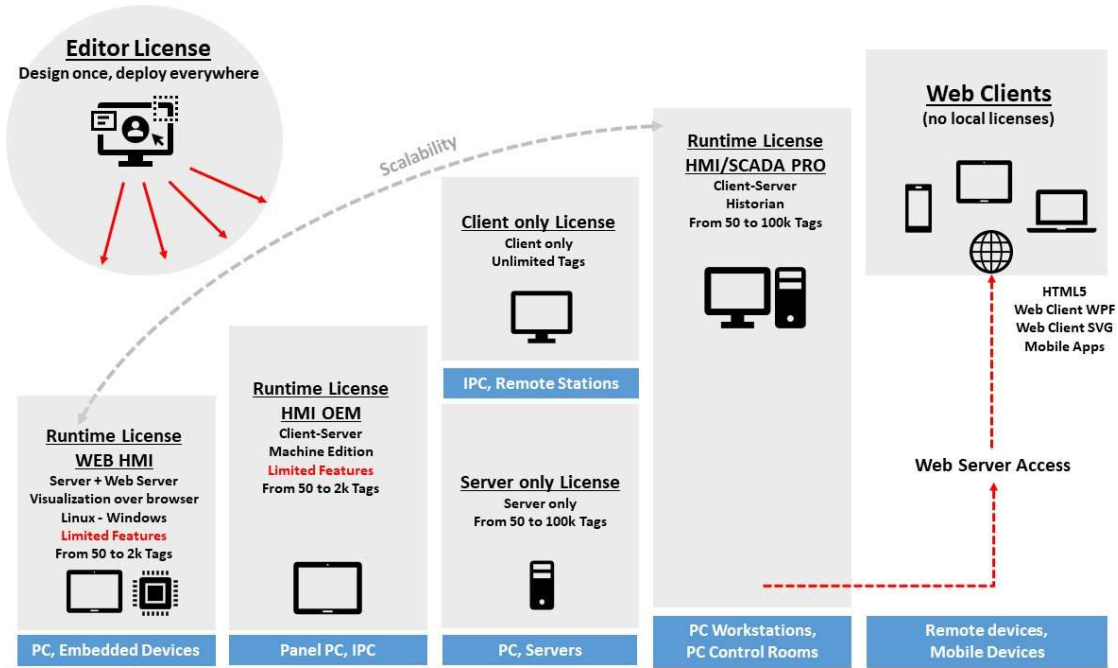 Editor License
Design once, deploy everywhere
Scalability
Runtime License
WEB HMI
Server + Web Server
Visualization over browser
Linux - Windows
Limited Features
From 50 to 2k Tags
PC, Embedded Devices
Runtime License
HMI OEM
Client-Server
Machine Edition
Limited Features
From 50 to 2k Tags
Panel PC, IPC
Client only License
Client only
Unlimited Tags
IPC, Remote Stations
Server only License
Server only
From 50 to 100k Tags
PC, Servers
Runtime License
HMI/SCADA PRO
Client-Server
Historian
From 50 to 100k Tags
PC Workstations,
PC Control Rooms
Web Clients
(no local licenses)
HTML5
Web Client WPF
Web Client SVG
Mobile Apps
Web Server Access
Remote devices,
Mobile Devices